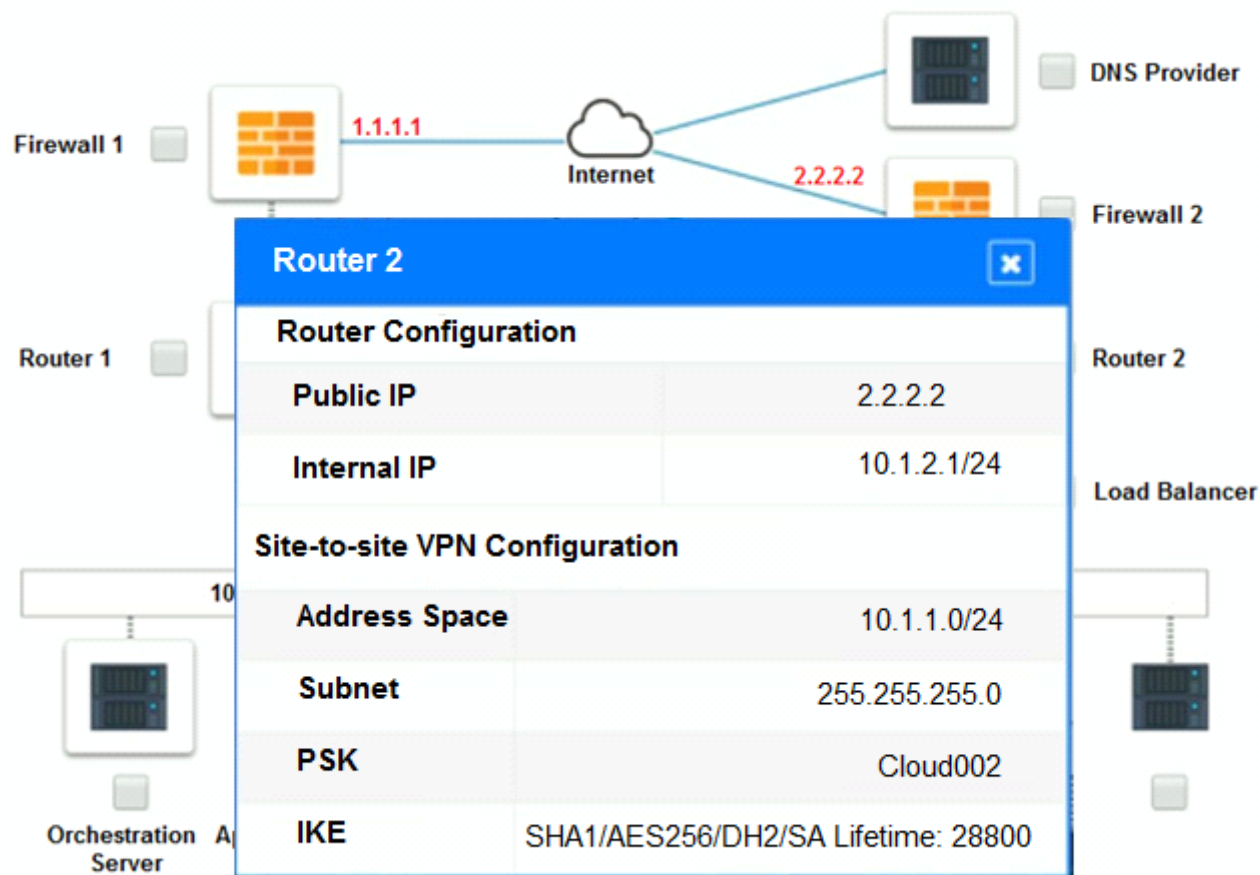 DNS Provider
Firewall 1
1.1.1.1
Internet
2.2.2.2
Firewall 2
Router 2
Router Configuration
Router 1
Router 2
Public IP 2.2.2.2
Internal IP 10.1.2.1/24
Load Balancer
Site-to-site VPN Configuration
10
Address Space 10.1.1.0/24
Subnet 255.255.255.0
PSK Cloud002
IKE SHA1/AES256/DH2/SA Lifetime: 28800
Orchestration
Server